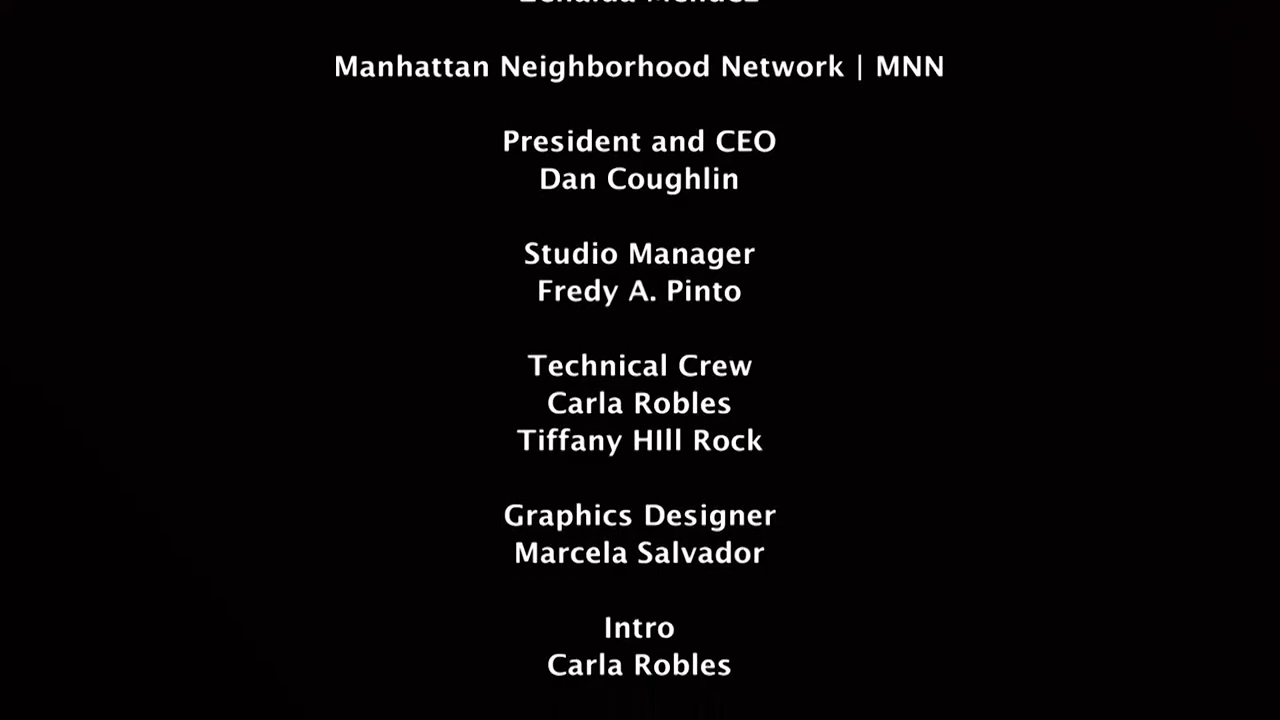 Manhattan Neighborhood Network | MNN
President and CEO
Dan Coughlin
Studio Manager
Fredy A. Pinto
Technical Crew
Carla Robles
Tiffany HIll Rock
Graphics Designer
Marcela Salvador
Intro
Carla Robles